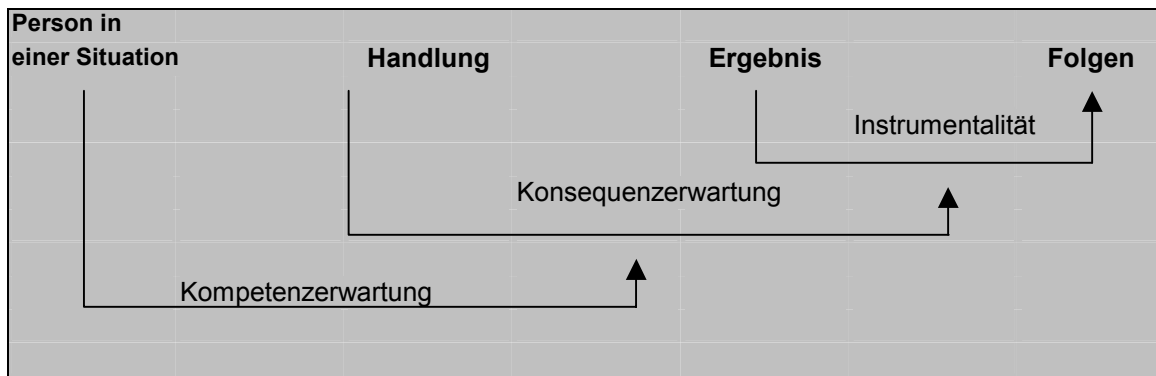 Person in
einer Situation
Handlung
Ergebnis
Folgen
Instrumentalität
Konsequenzerwartung
Kompetenzerwartung